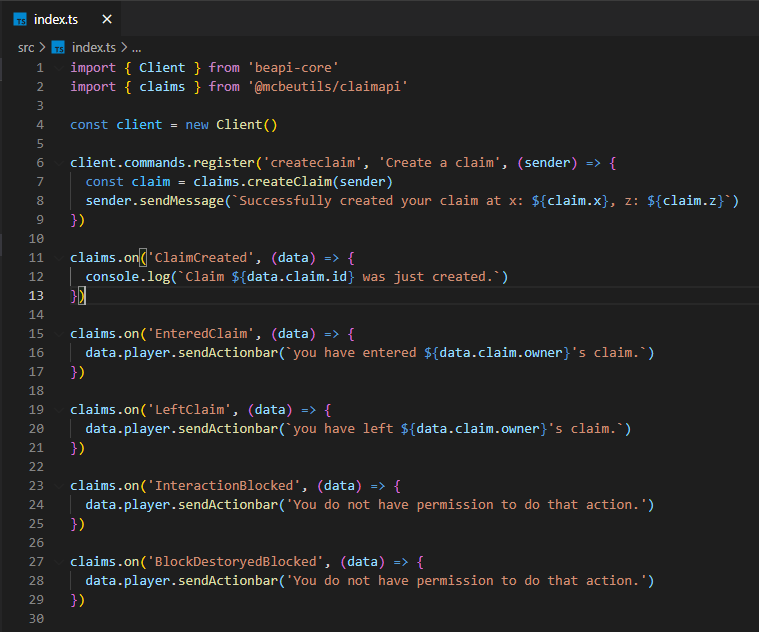 TS index.ts ×
src > TS index.ts > ...
1 import { Client } from 'beapi-core'
2 import { claims } from '@mcbeutils/claimapi'
3
4 const client = new Client()
5
6 client.commands.register('createclaim', 'Create a claim', (sender) => {
7   const claim = claims.createClaim(sender)
8   sender.sendMessage(`Successfully created your claim at x: ${claim.x}, z: ${claim.z}`)
9 })
10
11 claims.on('ClaimCreated', (data) => {
12   console.log(`Claim ${data.claim.id} was just created.`)
13 })
14
15 claims.on('EnteredClaim', (data) => {
16   data.player.sendActionbar(`you have entered ${data.claim.owner}'s claim.`)
17 })
18
19 claims.on('LeftClaim', (data) => {
20   data.player.sendActionbar(`you have left ${data.claim.owner}'s claim.`)
21 })
22
23 claims.on('InteractionBlocked', (data) => {
24   data.player.sendActionbar('You do not have permission to do that action.')
25 })
26
27 claims.on('BlockDestoryedBlocked', (data) => {
28   data.player.sendActionbar('You do not have permission to do that action.')
29 })
30